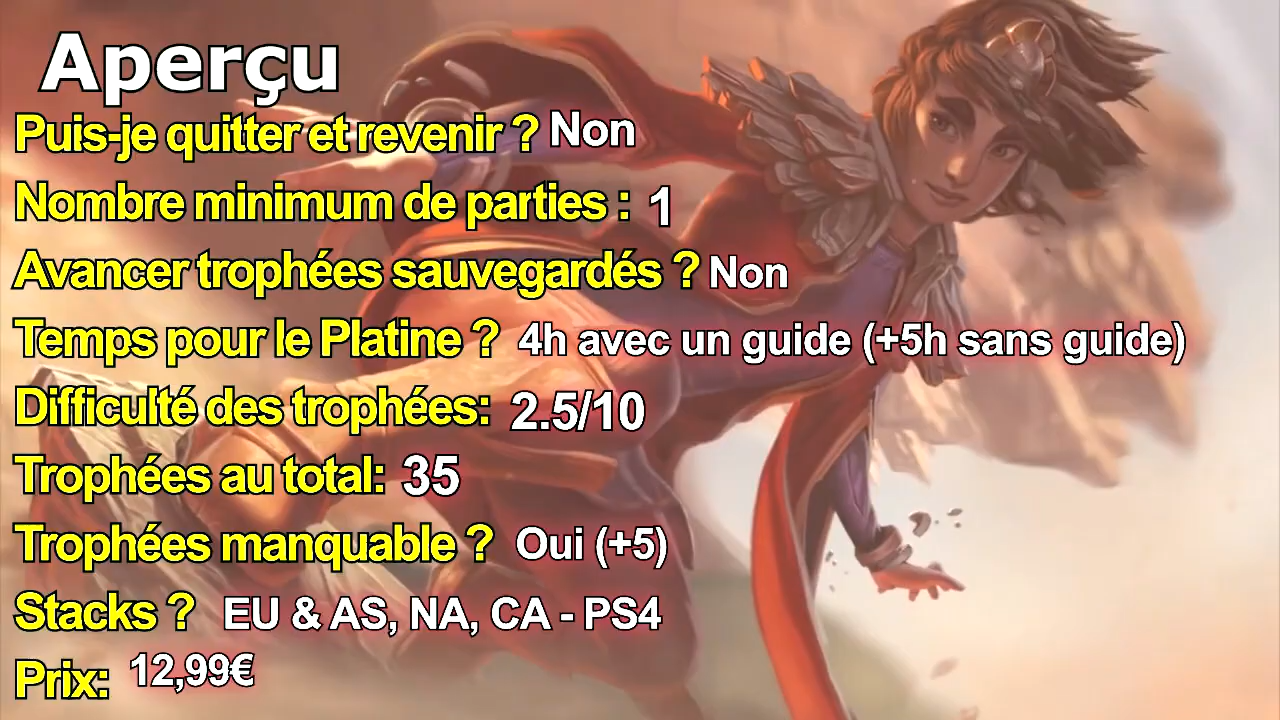 Aperçu
Puis-je quitter et revenir ? Non
Nombre minimum de parties : 1
Avancer trophées sauvegardés ? Non
Temps pour le Platine ? 4h avec un guide (+5h sans guide)
Difficulté des trophées: 2.5/10
Trophées au total: 35
Trophées manquable ? Oui (+5)
Stacks ? EU & AS, NA, CA - PS4
Prix: 12,99€